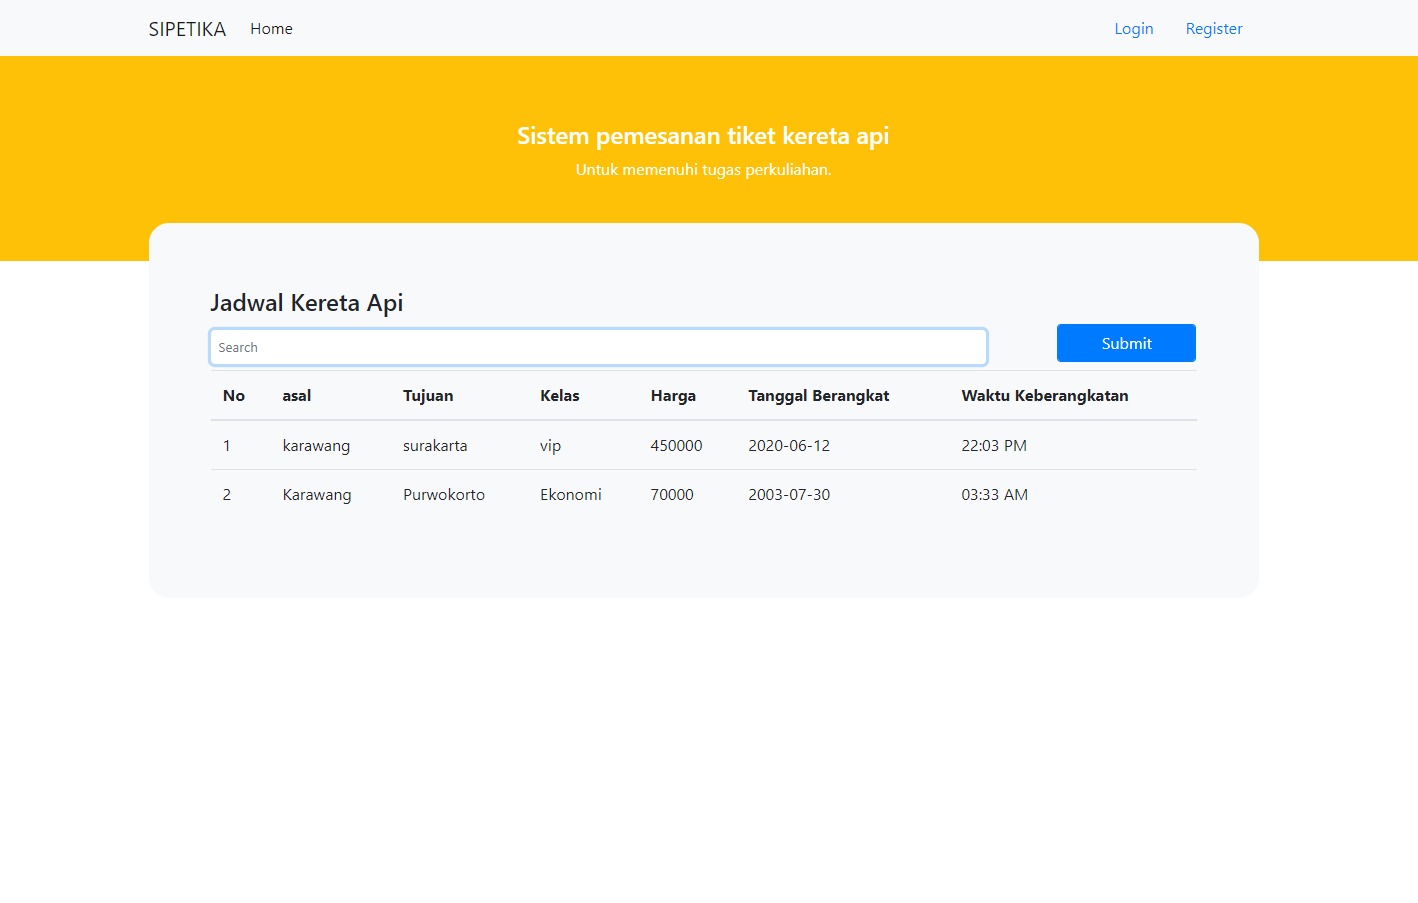 SIPETIKA Home Login Register
Sistem pemesanan tiket kereta api
Untuk memenuhi tugas perkuliahan.
Jadwal Kereta Api
Search Submit
No asal Tujuan Kelas Harga Tanggal Berangkat Waktu Keberangkatan
1 karawang surakarta vip 450000 2020-06-12 22:03 PM
2 Karawang Purwokorto Ekonomi 70000 2003-07-30 03:33 AM